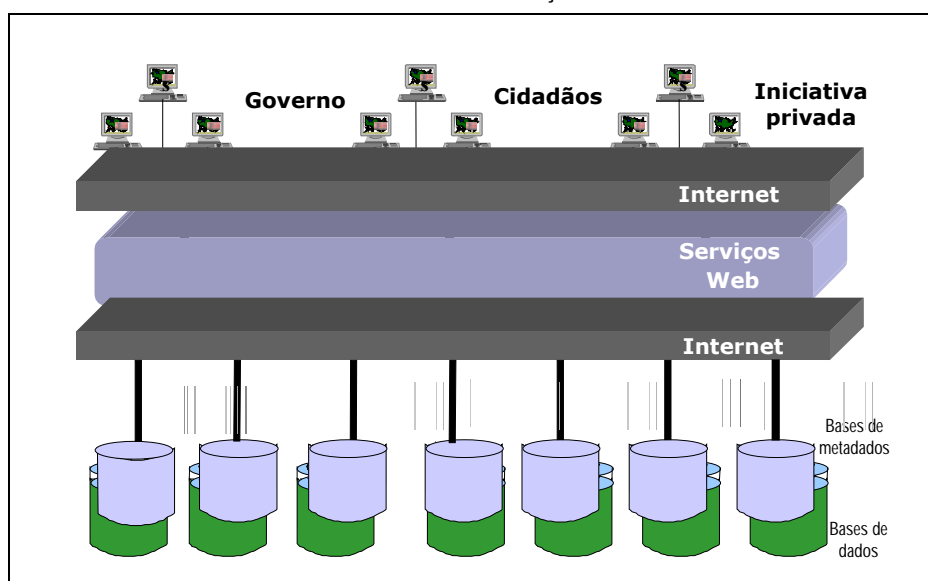 Governo
Cidadãos
Iniciativa
privada
Internet
Serviços
Web
Internet
Bases de
metadados
Bases de
dados